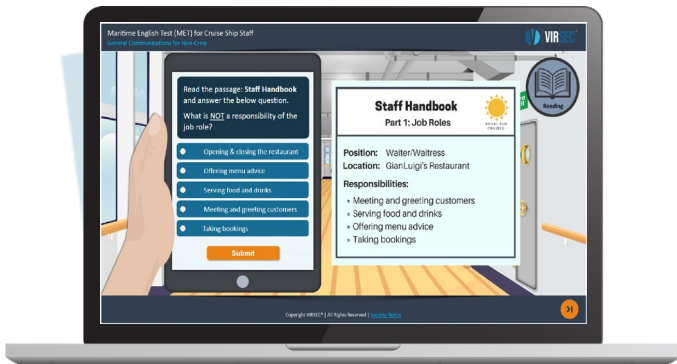 Maritime English Test (MET) for Cruise Ship Staff
General Communications for Non-Crew
VIRSEC
Reading
Read the passage: Staff Handbook
and answer the below question.
What is NOT a responsibility of the
job role?
Opening & closing the restaurant
Offering menu advice
Serving food and drinks
Meeting and greeting customers
Taking bookings
Submit
Staff Handbook
Part 1: Job Roles
ROYAL SUN
CRUISES
Position: Waiter/Waitress
Location: GianLuigi's Restaurant
Responsibilities:
* Meeting and greeting customers
* Serving food and drinks
* Offering menu advice
* Taking bookings
Copyright VIRSEC® | All Rights Reserved | Security Notice